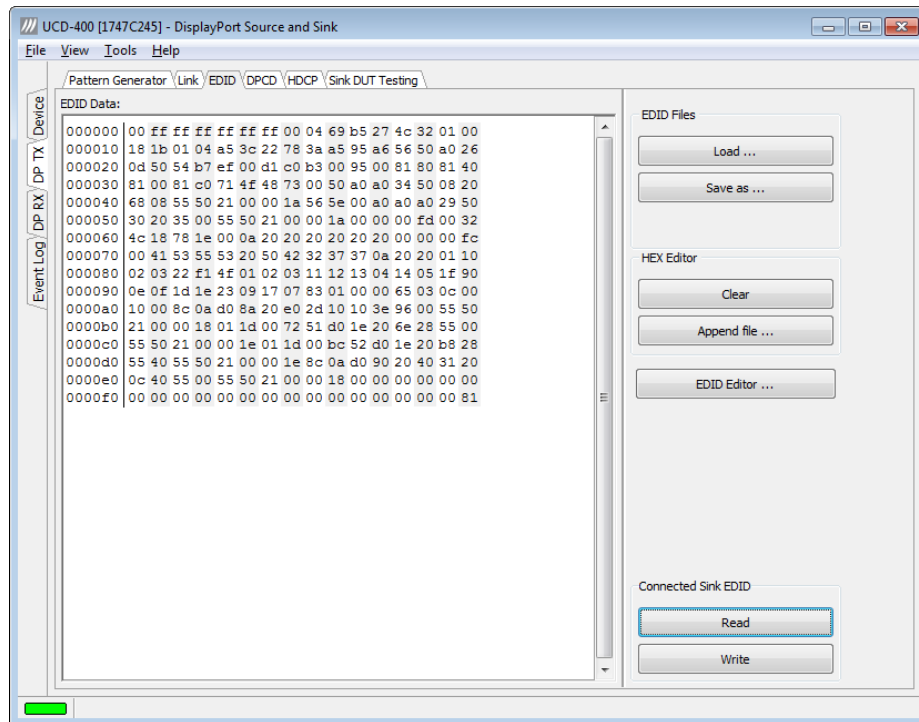 UCD-400 [1747C245] - DisplayPort Source and Sink
File View Tools Help
Pattern Generator Link EDID DPCD HDCP Sink DUT Testing
Device
DP TX
DP RX
Event Log
EDID Data:
000000 00 ff ff ff ff ff ff 00 04 69 b5 27 4c 32 01 00
000010 18 1b 01 04 a5 3c 22 78 3a a5 95 a6 56 50 a0 26
000020 0d 50 54 b7 ef 00 d1 c0 b3 00 95 00 81 80 81 40
000030 81 00 81 c0 71 4f 48 73 00 50 a0 a0 34 50 08 20
000040 68 08 55 50 21 00 00 1a 56 5e 00 a0 a0 a0 29 50
000050 30 20 35 00 55 50 21 00 00 1a 00 00 00 fd 00 32
000060 4c 18 78 1e 00 0a 20 20 20 20 20 20 00 00 00 fc
000070 00 41 53 55 53 20 50 42 32 37 37 0a 20 20 01 10
000080 02 03 22 f1 4f 01 02 03 11 12 13 04 14 05 1f 90
000090 0e 0f 1d 1e 23 09 17 07 83 01 00 00 65 03 0c 00
0000a0 10 00 8c 0a d0 8a 20 e0 2d 10 10 3e 96 00 55 50
0000b0 21 00 00 18 01 1d 00 72 51 d0 1e 20 6e 28 55 00
0000c0 55 50 21 00 00 1e 01 1d 00 bc 52 d0 1e 20 b8 28
0000d0 55 40 55 50 21 00 00 1e 8c 0a d0 90 20 40 31 20
0000e0 0c 40 55 00 55 50 21 00 00 18 00 00 00 00 00 00
0000f0 00 00 00 00 00 00 00 00 00 00 00 00 00 00 00 81
EDID Files
Load ...
Save as ...
HEX Editor
Clear
Append file ...
EDID Editor ...
Connected Sink EDID
Read
Write